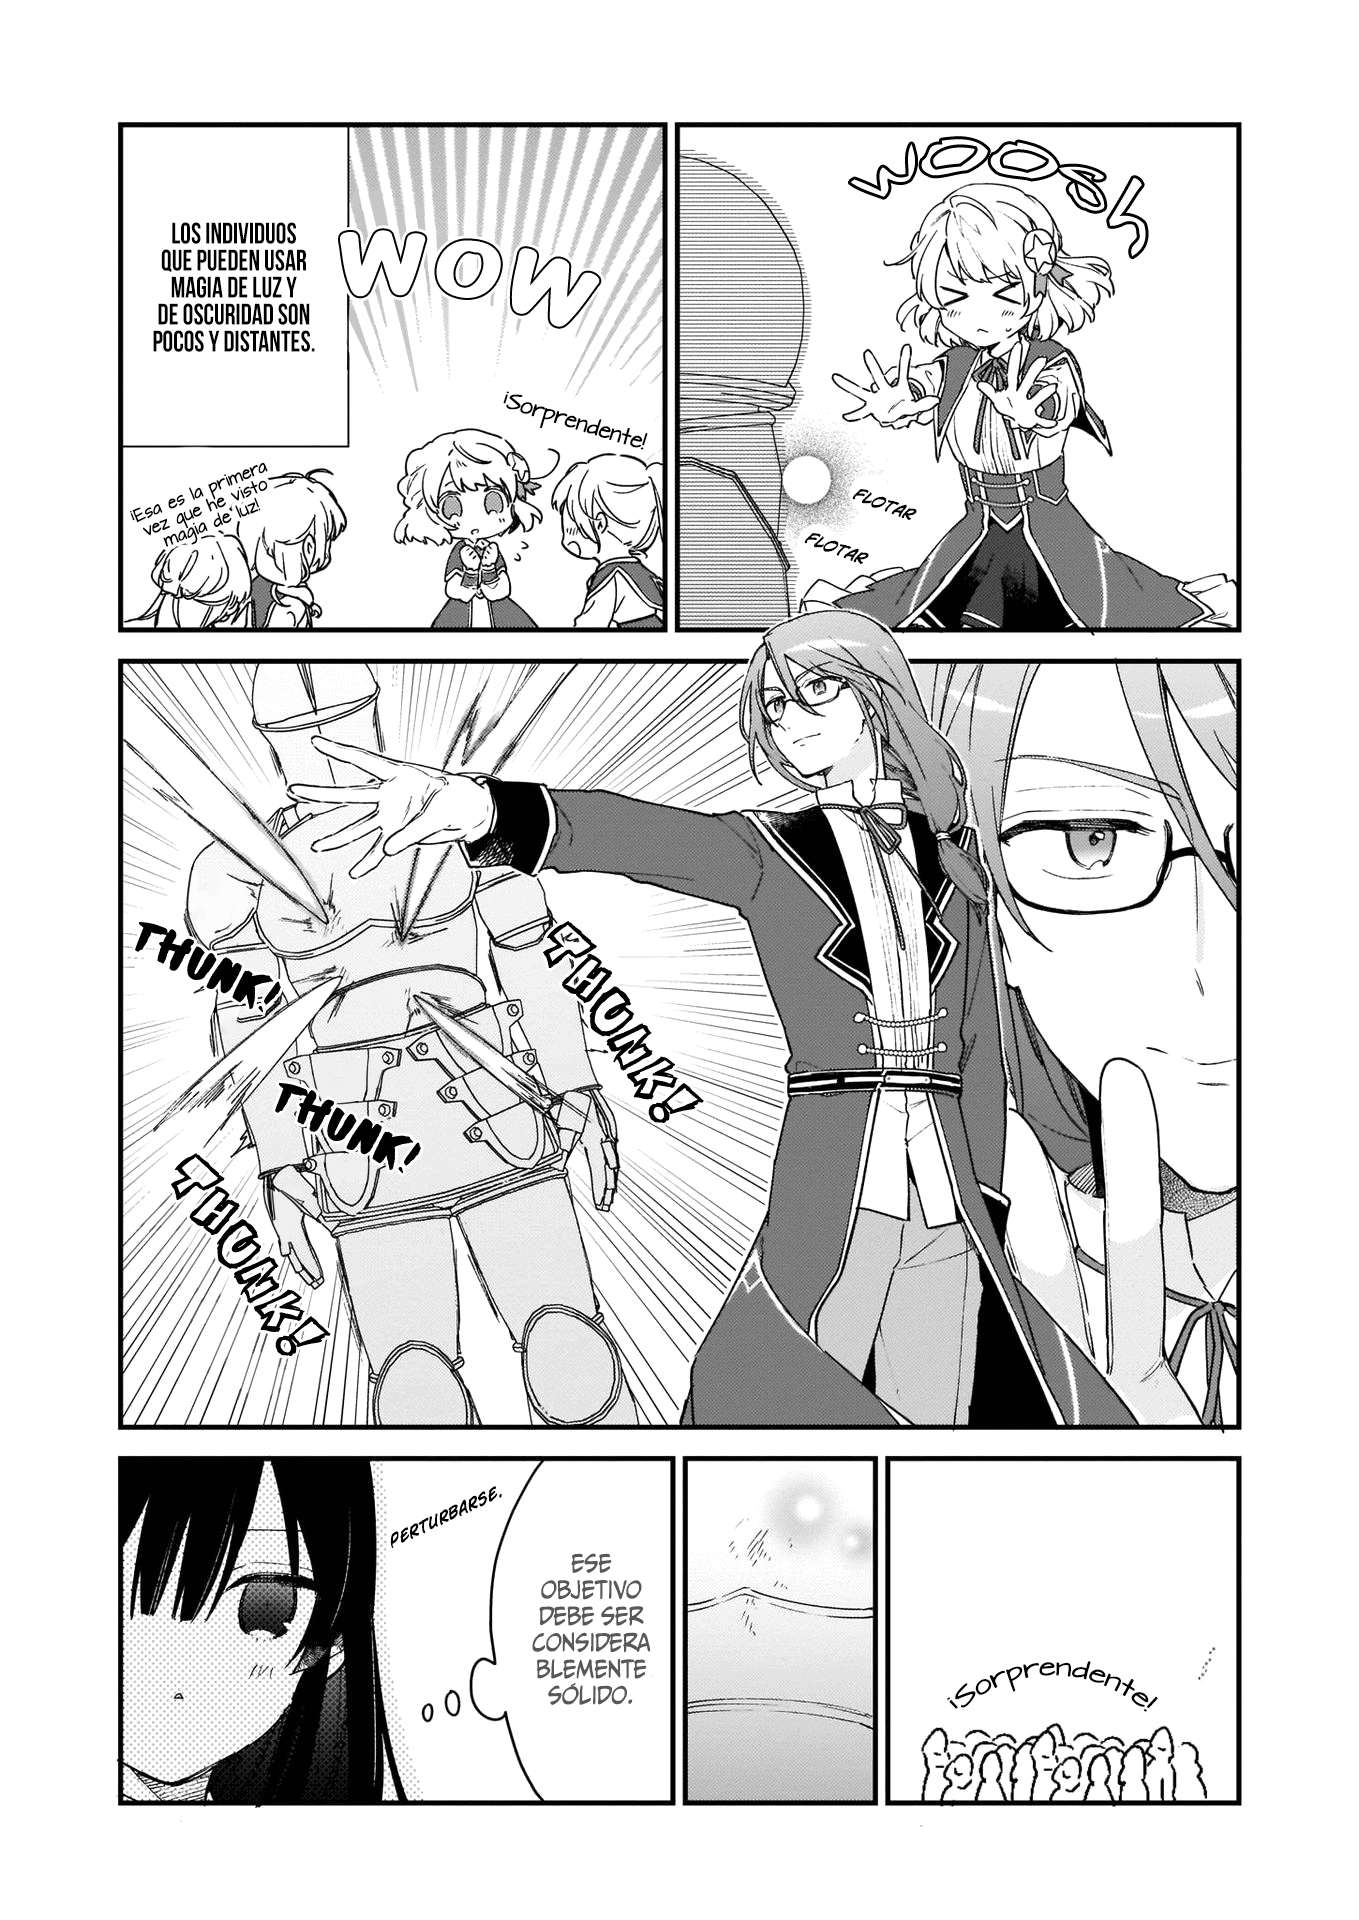 WOOSH
FLOTAR
FLOTAR
LOS INDIVIDUOS
QUE PUEDEN USAR
MAGIA DE LUZ Y
DE OSCURIDAD SON
POCOS Y DISTANTES.
WOW
¡Sorprendente!
¡Esa es la primera
vez que he visto
magia de luz!
THUNK!
THUNK!
THUNK!
THUNK!
¡Sorprendente!
ESE
OBJETIVO
DEBE SER
CONSIDERA
BLEMENTE
SÓLIDO.
PERTURBARSE.